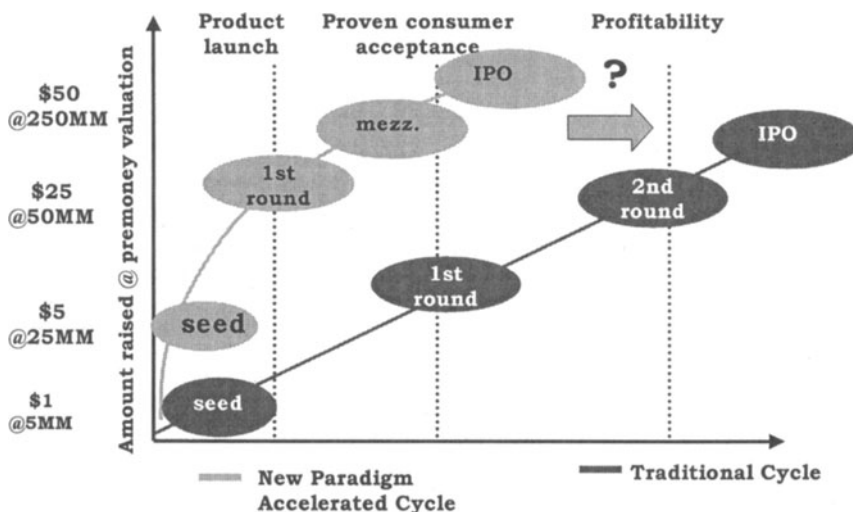 Product
launch
Proven consumer
acceptance
Profitability
Amount raised @ premoney valuation
$50
@250MM
$25
@50MM
$5
@25MM
$1
@5MM
IPO
?
mezz.
1st
round
seed
IPO
2nd
round
1st
round
seed
New Paradigm
Accelerated Cycle
Traditional Cycle